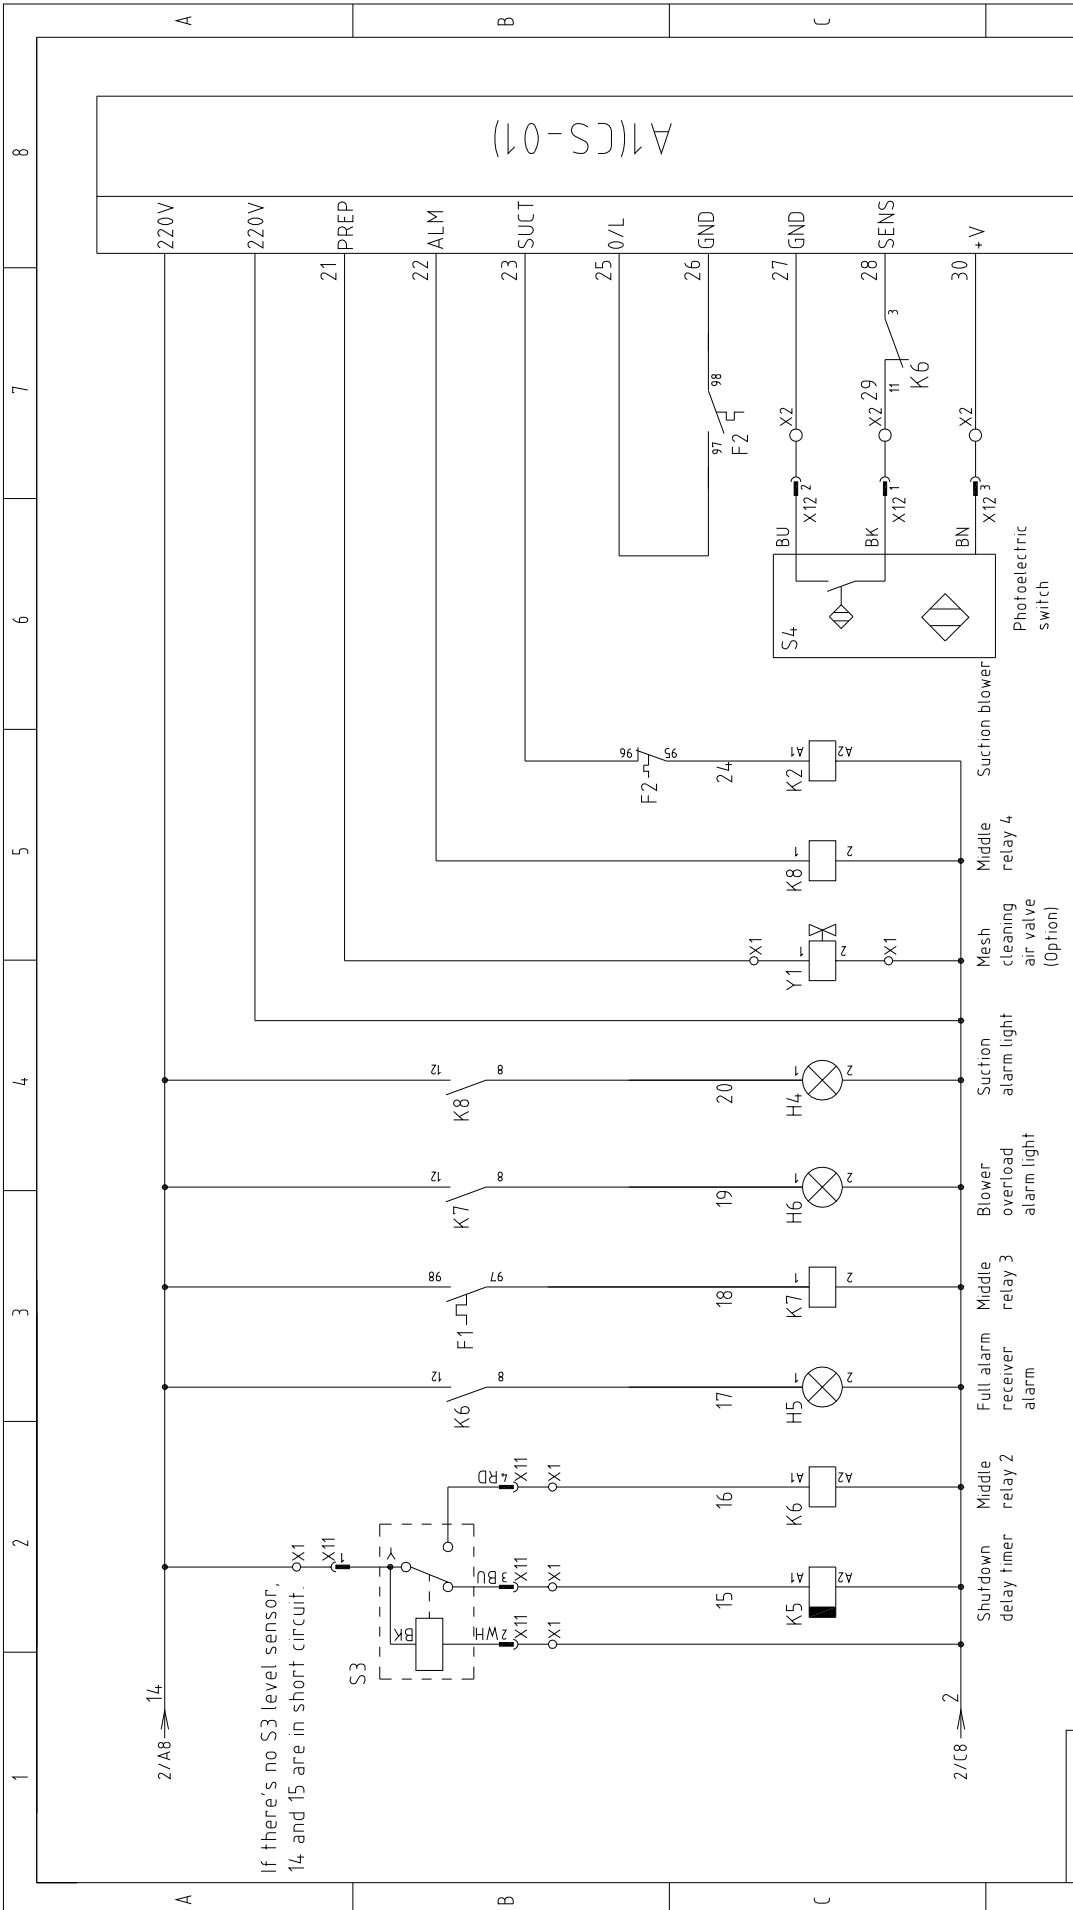 1
2
3
4
5
6
7
8
A
B
C
A
B
C
2/A8
14
If there's no S3 level sensor,
14 and 15 are in short circuit.
X1
X11
1
S3
BK
Y
2WH
X11
X1
3BU
X11
X1
15
K5
A1
A2
Shutdown
delay timer
4RD
X11
X1
16
K6
A1
A2
Middle
relay 2
K6
12
8
17
H5
1
2
Full alarm
receiver
alarm
F1
98
97
18
K7
1
2
Middle
relay 3
K7
12
8
19
H6
1
2
Blower
overload
alarm light
K8
12
8
20
H4
1
2
Suction
alarm light
X1
Y1
1
2
X1
Mesh
cleaning
air valve
(Option)
K8
1
2
Middle
relay 4
F2
96
95
24
K2
A1
A2
Suction blower
2/C8
2
S4
BU
BK
BN
X12 2
X12 1
X12 3
X2
X2
X2
Photoelectric
switch
97
98
F2
29
11
3
K6
21
22
23
25
26
27
28
30
220V
220V
PREP
ALM
SUCT
O/L
GND
GND
SENS
+V
A1(CS-01)